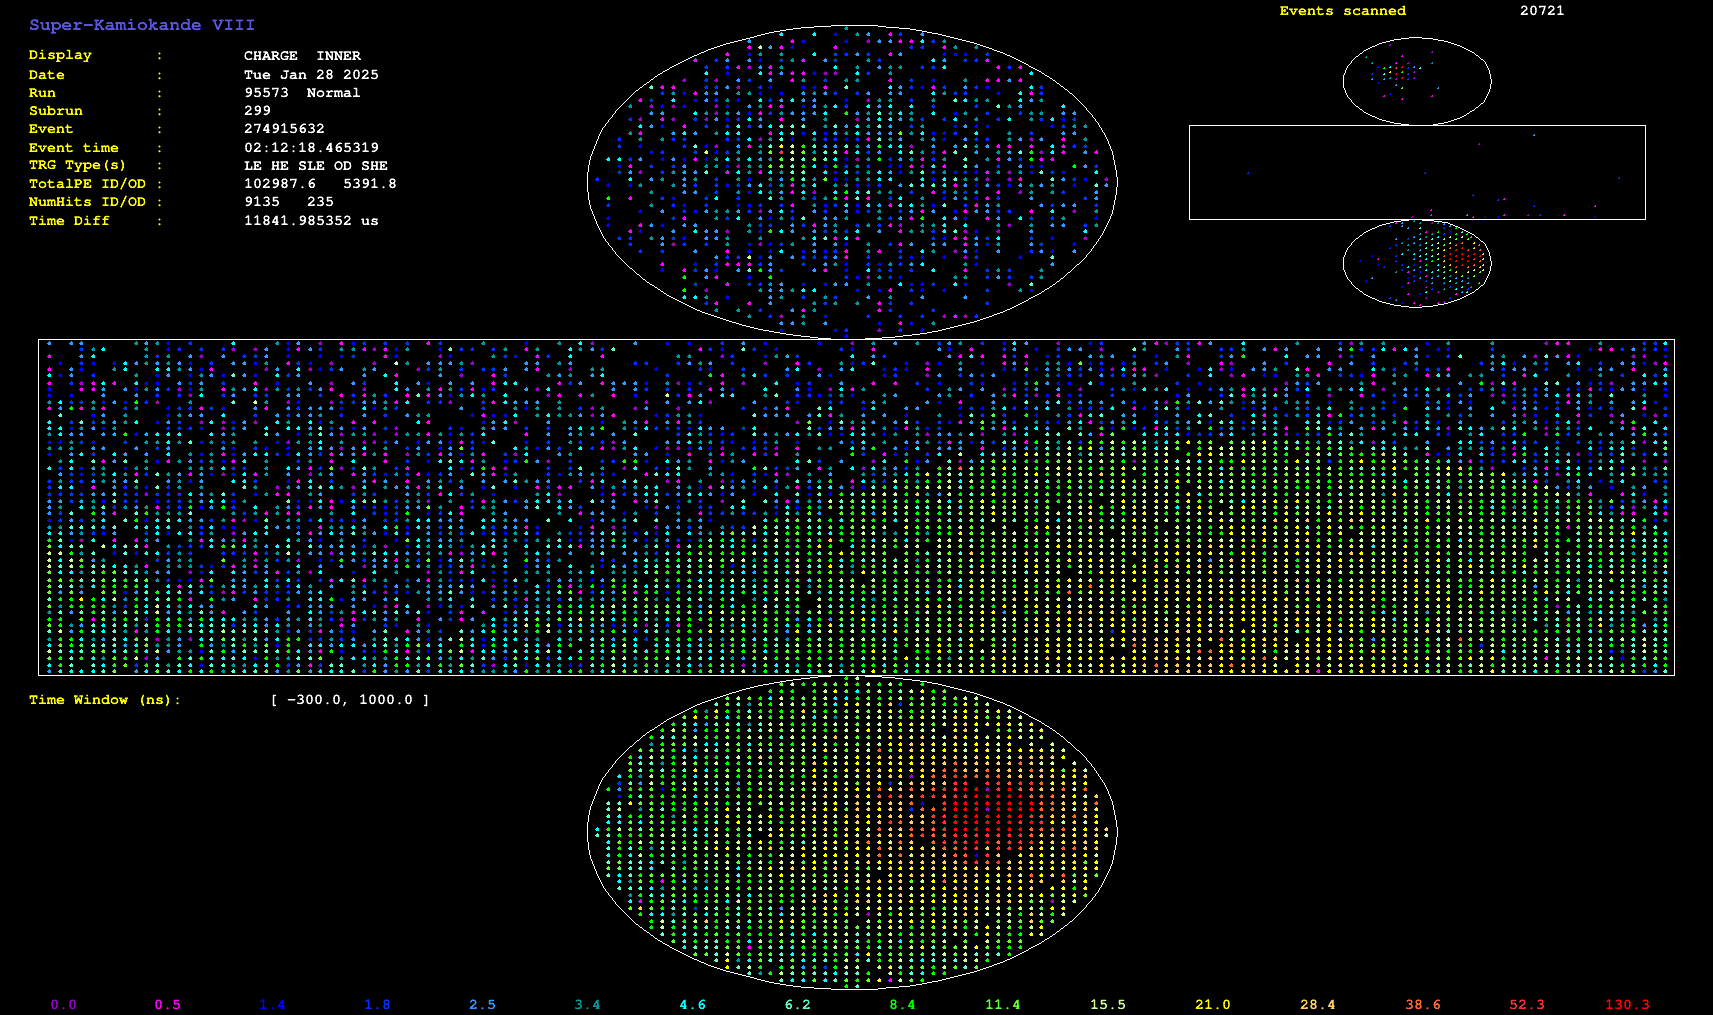 Super-Kamiokande VIII
Display : CHARGE INNER
Date : Tue Jan 28 2025
Run : 95573 Normal
Subrun : 299
Event : 274915632
Event time : 02:12:18.465319
TRG Type(s) : LE HE SLE OD SHE
TotalPE ID/OD : 102987.6 5391.8
NumHits ID/OD : 9135 235
Time Diff : 11841.985352 us
Events scanned 20721
Time Window (ns): [ -300.0, 1000.0 ]
0.0 0.5 1.4 1.8 2.5 3.4 4.6 6.2 8.4 11.4 15.5 21.0 28.4 38.6 52.3 130.3